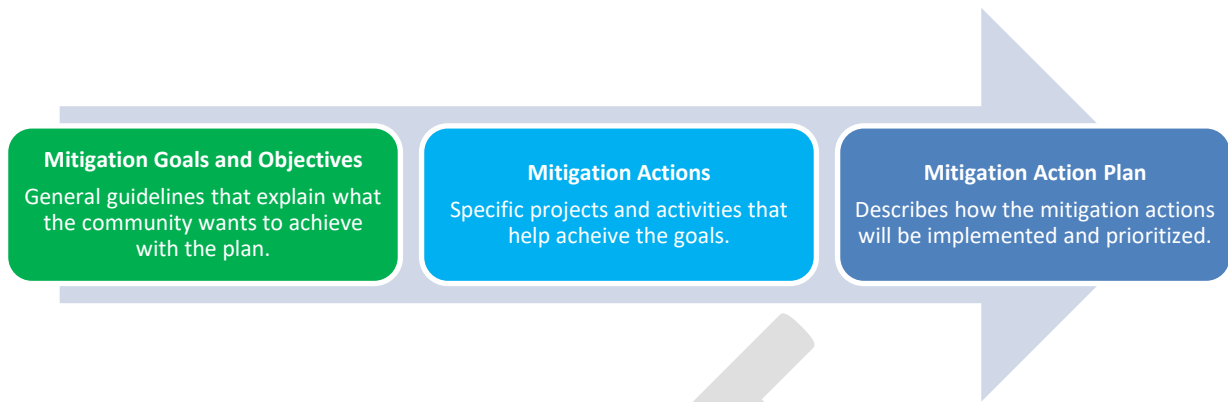 Mitigation Goals and Objectives
General guidelines that explain what
the community wants to achieve
with the plan.
Mitigation Actions
Specific projects and activities that
help acheive the goals.
Mitigation Action Plan
Describes how the mitigation actions
will be implemented and prioritized.